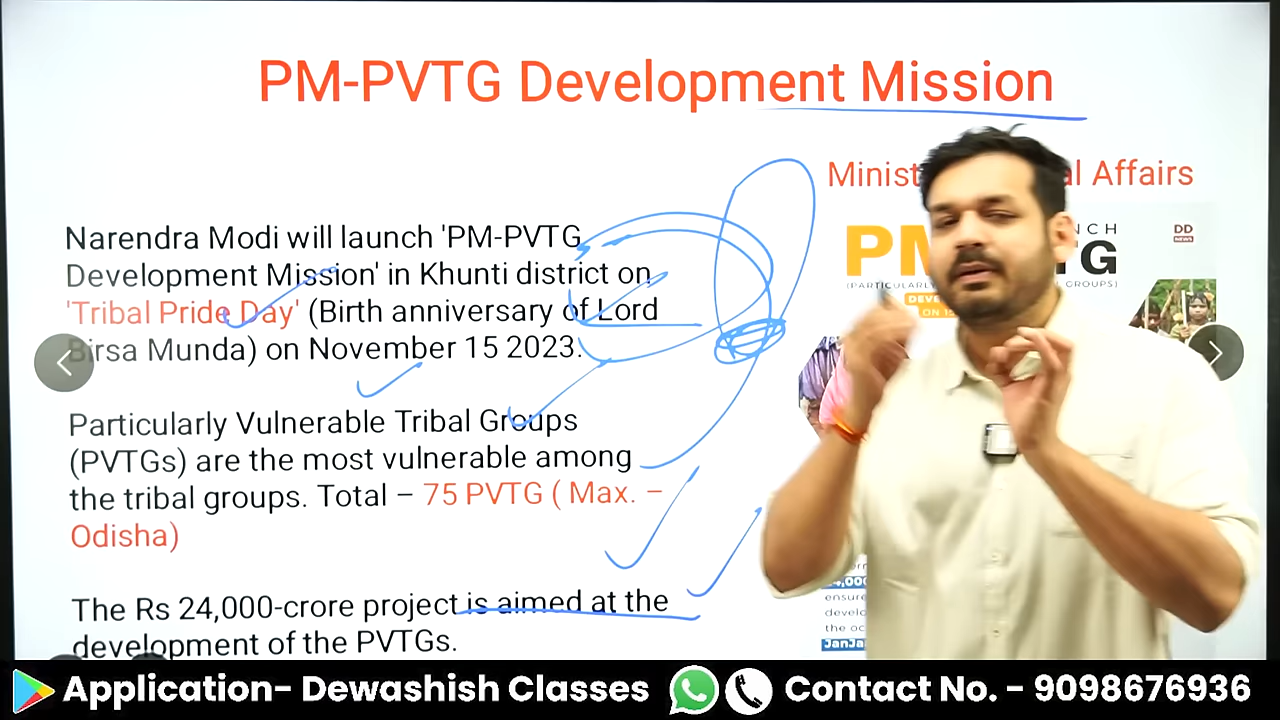 PM-PVTG Development Mission
Narendra Modi will launch 'PM-PVTG
Development Mission' in Khunti district on
'Tribal Pride Day' (Birth anniversary of Lord
Birsa Munda) on November 15 2023.
Particularly Vulnerable Tribal Groups
(PVTGs) are the most vulnerable among
the tribal groups. Total – 75 PVTG ( Max. –
Odisha)
The Rs 24,000-crore project is aimed at the
development of the PVTGs.
Affairs
DD
NEWS
GROUPS)
Application- Dewashish Classes
Contact No. - 9098676936